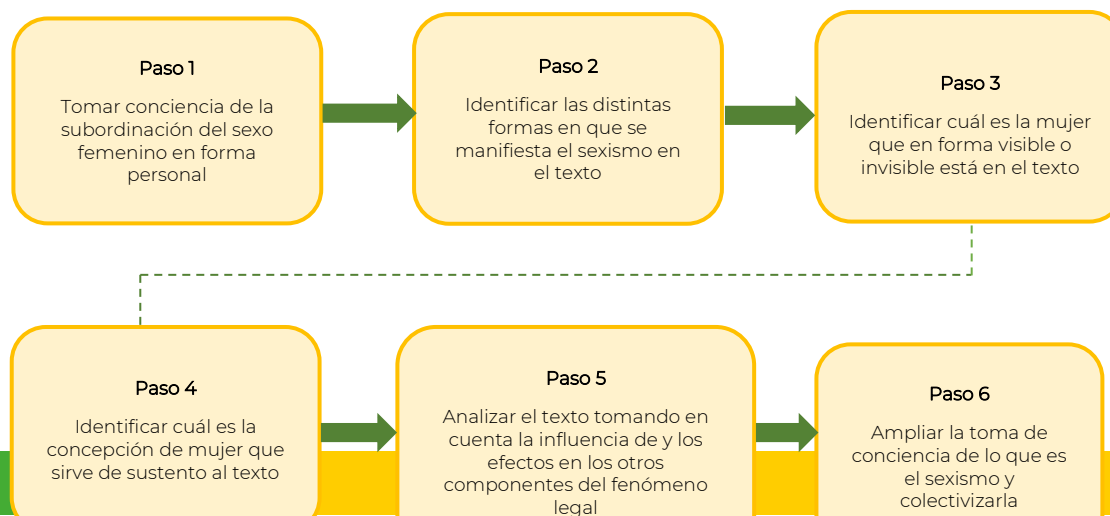 Paso 1
Tomar conciencia de la
subordinación del sexo
femenino en forma
personal
Paso 2
Identificar las distintas
formas en que se
manifiesta el sexismo en
el texto
Paso 3
Identificar cuál es la mujer
que en forma visible o
invisible está en el texto
Paso 4
Identificar cuál es la
concepción de mujer que
sirve de sustento al texto
Paso 5
Analizar el texto tomando en
cuenta la influencia de y los
efectos en los otros
componentes del fenómeno
legal
Paso 6
Ampliar la toma de
conciencia de lo que es
el sexismo y
colectivizarla